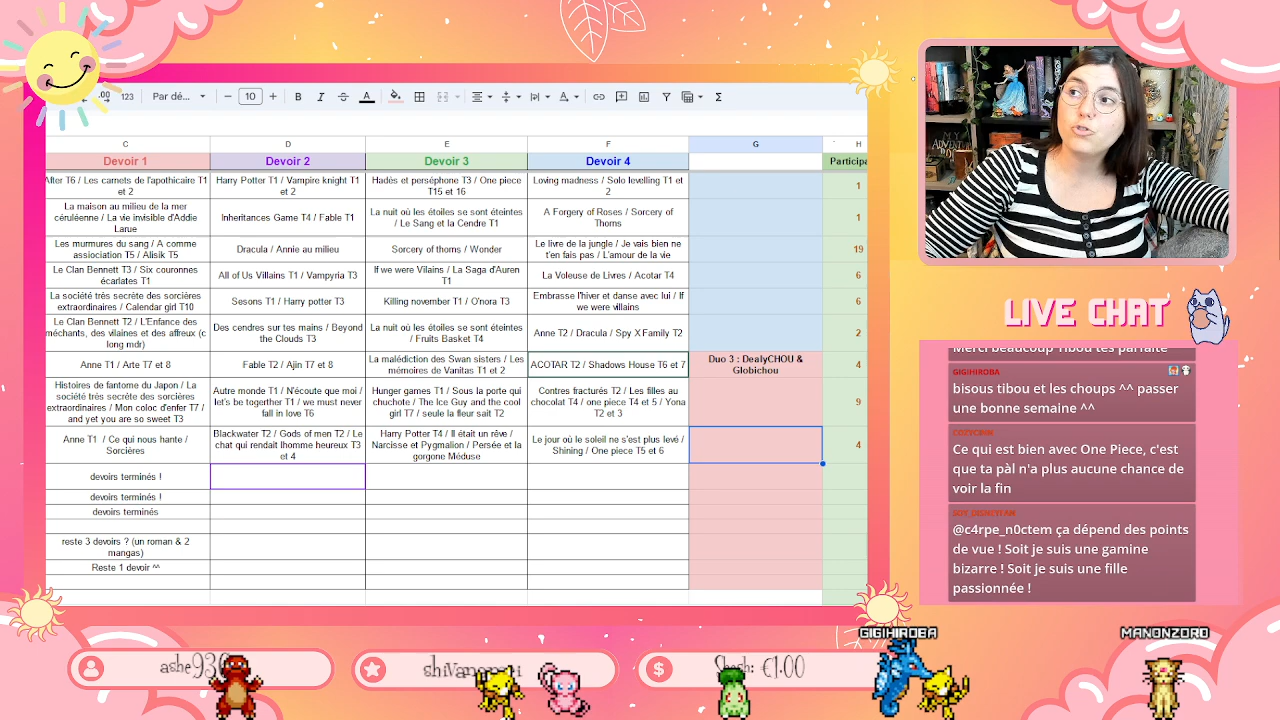 .00 123 Par dé... − 10 + B I S A Σ
C D E F G H
Devoir 1 Devoir 2 Devoir 3 Devoir 4 Participa
After T6 / Les carnets de l'apothicaire T1
et 2
Harry Potter T1 / Vampire knight T1
et 2
Hadès et perséphone T3 / One piece
T15 et 16
Loving madness / Solo levelling T1 et
2
1
La maison au milieu de la mer
céruléenne / La vie invisible d'Addie
Larue
Inheritances Game T4 / Fable T1
La nuit où les étoiles se sont éteintes
/ Le Sang et la Cendre T1
A Forgery of Roses / Sorcery of
Thorns
1
Les murmures du sang / A comme
association T5 / Alisik T5
Dracula / Annie au milieu
Sorcery of thorns / Wonder
Le livre de la jungle / Je vais bien ne
t'en fais pas / L'amour de la vie
19
Le Clan Bennett T3 / Six couronnes
écarlates T1
All of Us Villains T1 / Vampyria T3
If we were Vilains / La Saga d'Auren
T1
La Voleuse de Livres / Acotar T4
6
La société très secrète des sorcières
extraordinaires / Calendar girl T10
Sesons T1 / Harry potter T3
Killing november T1 / O'nora T3
Embrasse l'hiver et danse avec lui / If
we were villains
6
Le Clan Bennett T2 / L'Enfance des
méchants, des vilaines et des affreux (c
long mdr)
Des cendres sur tes mains / Beyond
the Clouds T3
La nuit où les étoiles se sont éteintes
/ Fruits Basket T4
Anne T2 / Dracula / Spy X Family T2
2
Anne T1 / Arte T7 et 8
Fable T2 / Ajin T7 et 8
La malédiction des Swan sisters / Les
mémoires de Vanitas T1 et 2
ACOTAR T2 / Shadows House T6 et 7
Duo 3 : DealyCHOU &
Globichou
4
Histoires de fantome du Japon / La
société très secrète des sorcières
extraordinaires / Mon coloc d'enfer T7 /
and yet you are so sweet T3
Autre monde T1 / N'écoute que moi /
let's be togerther T1 / we must never
fall in love T6
Hunger games T1 / Sous la porte qui
chuchote / The Ice Guy and the cool
girl T7 / seule la fleur sait T2
Contres fracturés T2 / Les filles au
chocolat T4 / one piece T4 et 5 / Yona
T2 et 3
9
Anne T1 / Ce qui nous hante /
Sorcières
Blackwater T2 / Gods of men T2 / Le
chat qui rendait lhomme heureux T3
et 4
Harry Potter T4 / Il était un rêve /
Narcisse et Pygmalion / Persée et la
gorgone Méduse
Le jour où le soleil ne s'est plus levé /
Shining / One piece T5 et 6
4
devoirs terminés !
devoirs terminés !
devoirs terminés
reste 3 devoirs ? (un roman & 2
mangas)
Reste 1 devoir ^^
LIVE CHAT
Merci beaucoup Tibou tes parfaite
GIGIHIROBA
bisous tibou et les choups ^^ passer
une bonne semaine ^^
Ce qui est bien avec One Piece, c'est
que ta pàl n'a plus aucune chance de
voir la fin
SOY_DISNEYFAN
@c4rpe_n0ctem ça dépend des points
de vue ! Soit je suis une gamine
bizarre ! Soit je suis une fille
passionnée !
GIGIHIROBA
MANONZORO
€1.00